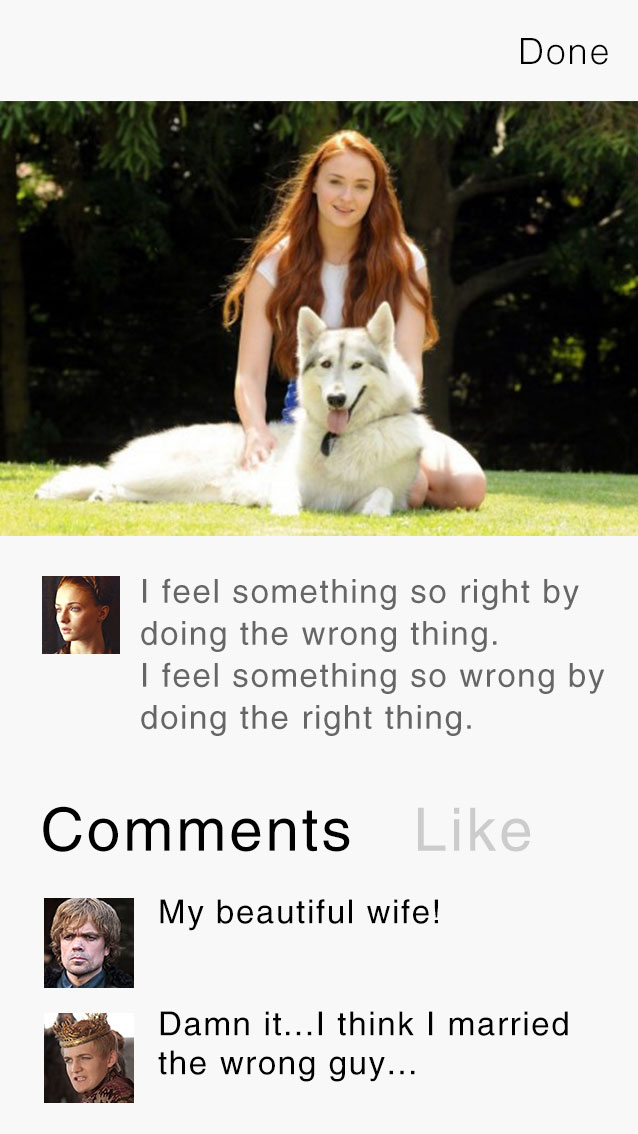 Done
I feel something so right by
doing the wrong thing.
I feel something so wrong by
doing the right thing.
Comments Like
My beautiful wife!
Damn it...I think I married
the wrong guy...